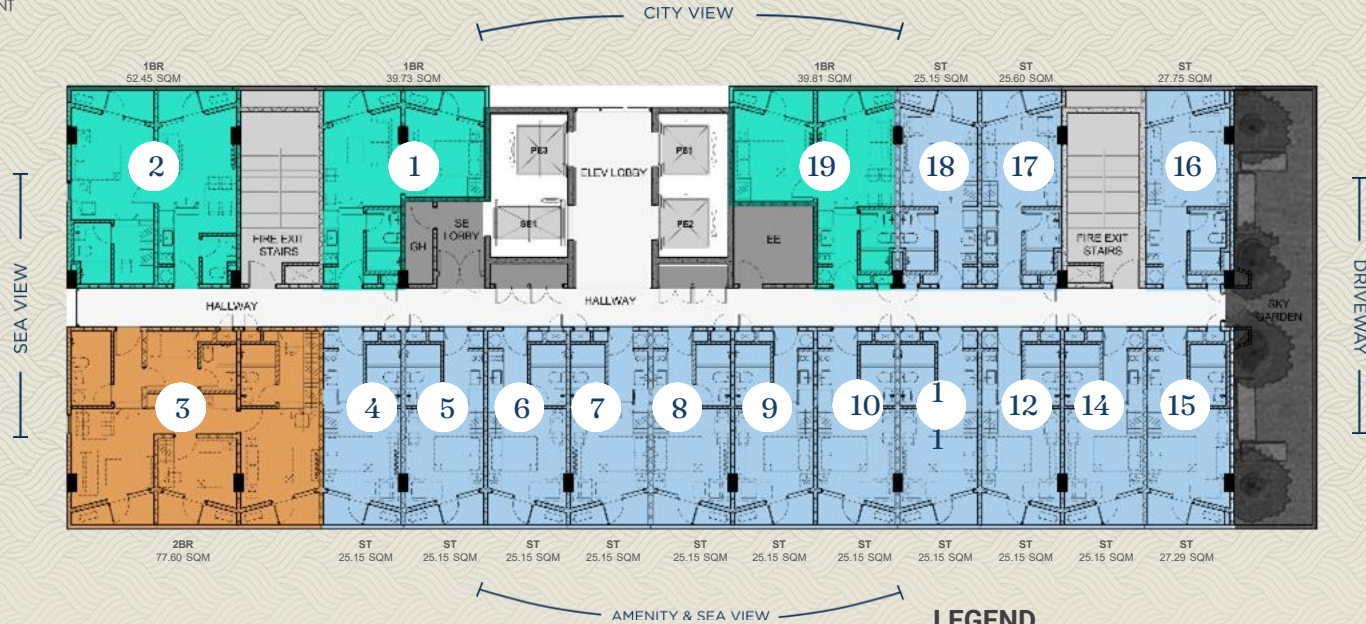 NT
CITY VIEW
1BR
52.45 SQM
1BR
39.73 SQM
1BR
39.81 SQM
ST
25.15 SQM
ST
25.60 SQM
ST
27.75 SQM
2
1
19
18
17
16
PE3
PE1
ELEV LOBBY
SE1
PE2
GH
SE
LOBBY
EE
FIRE EXIT
STAIRS
FIRE EXIT
STAIRS
SEA VIEW
DRIVEWAY
HALLWAY
HALLWAY
SKY
GARDEN
3
4
5
6
7
8
9
10
1
1
12
14
15
2BR
77.60 SQM
ST
25.15 SQM
ST
25.15 SQM
ST
25.15 SQM
ST
25.15 SQM
ST
25.15 SQM
ST
25.15 SQM
ST
25.15 SQM
ST
25.15 SQM
ST
25.15 SQM
ST
25.15 SQM
ST
27.29 SQM
AMENITY & SEA VIEW
LEGEND